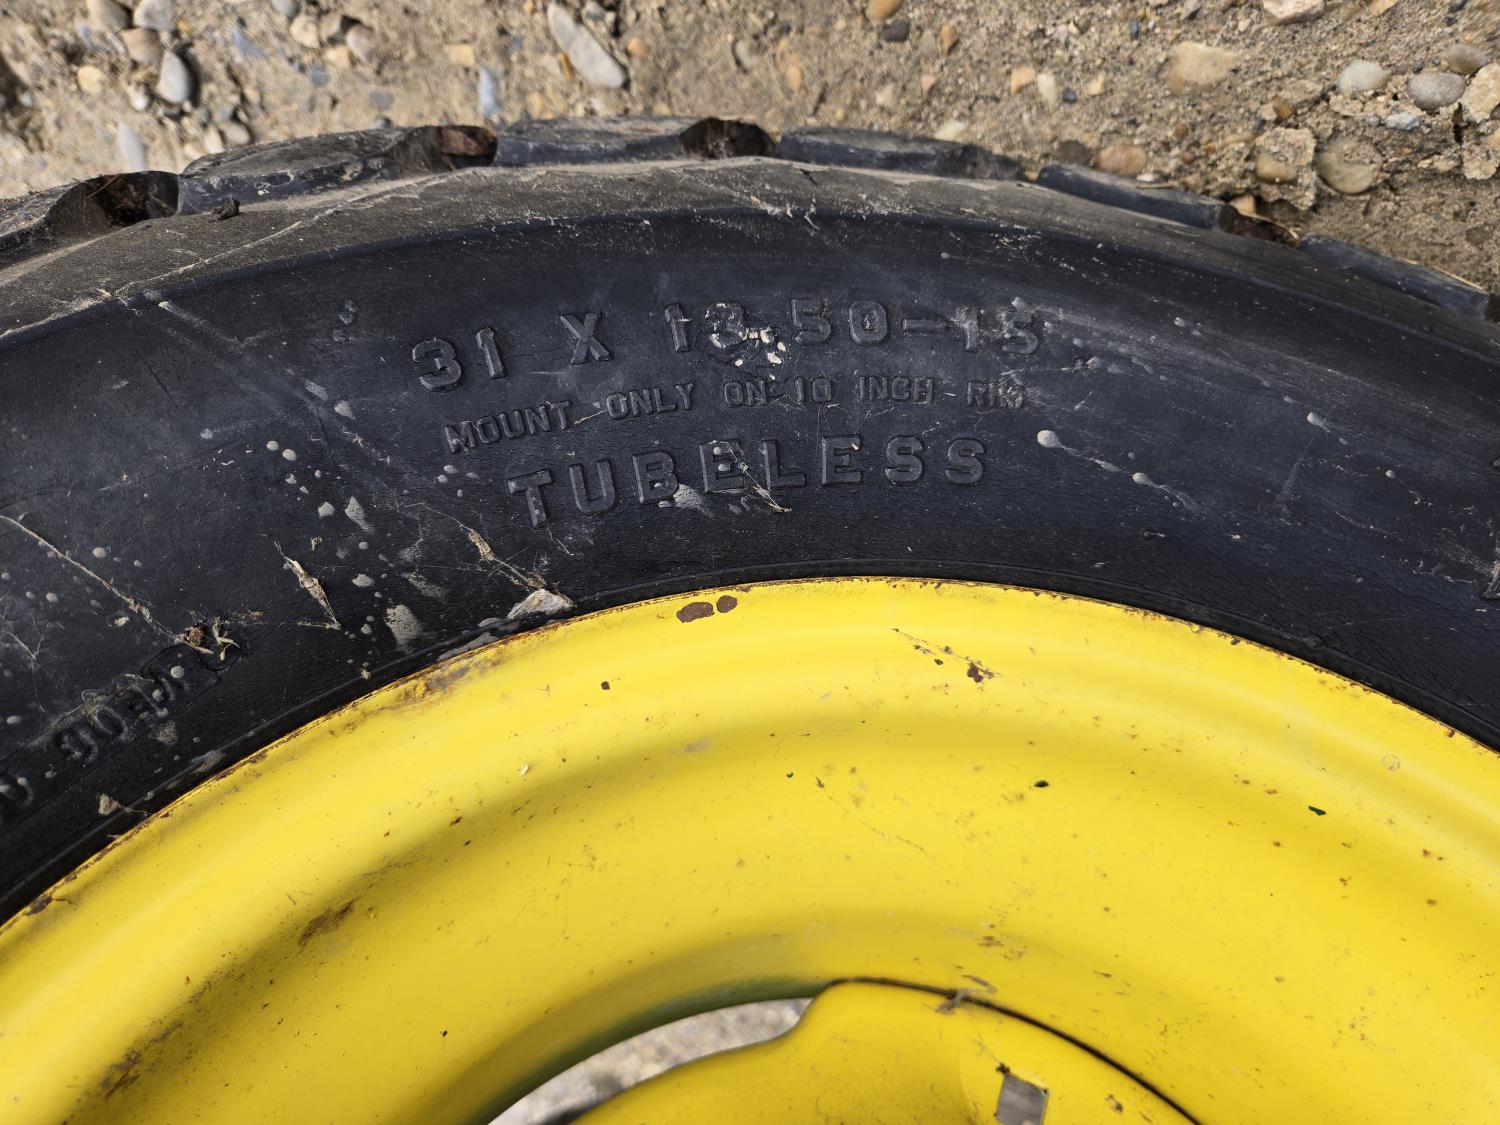 31 X 13.50-15
MOUNT ONLY ON 10 INCH RIM
TUBELESS